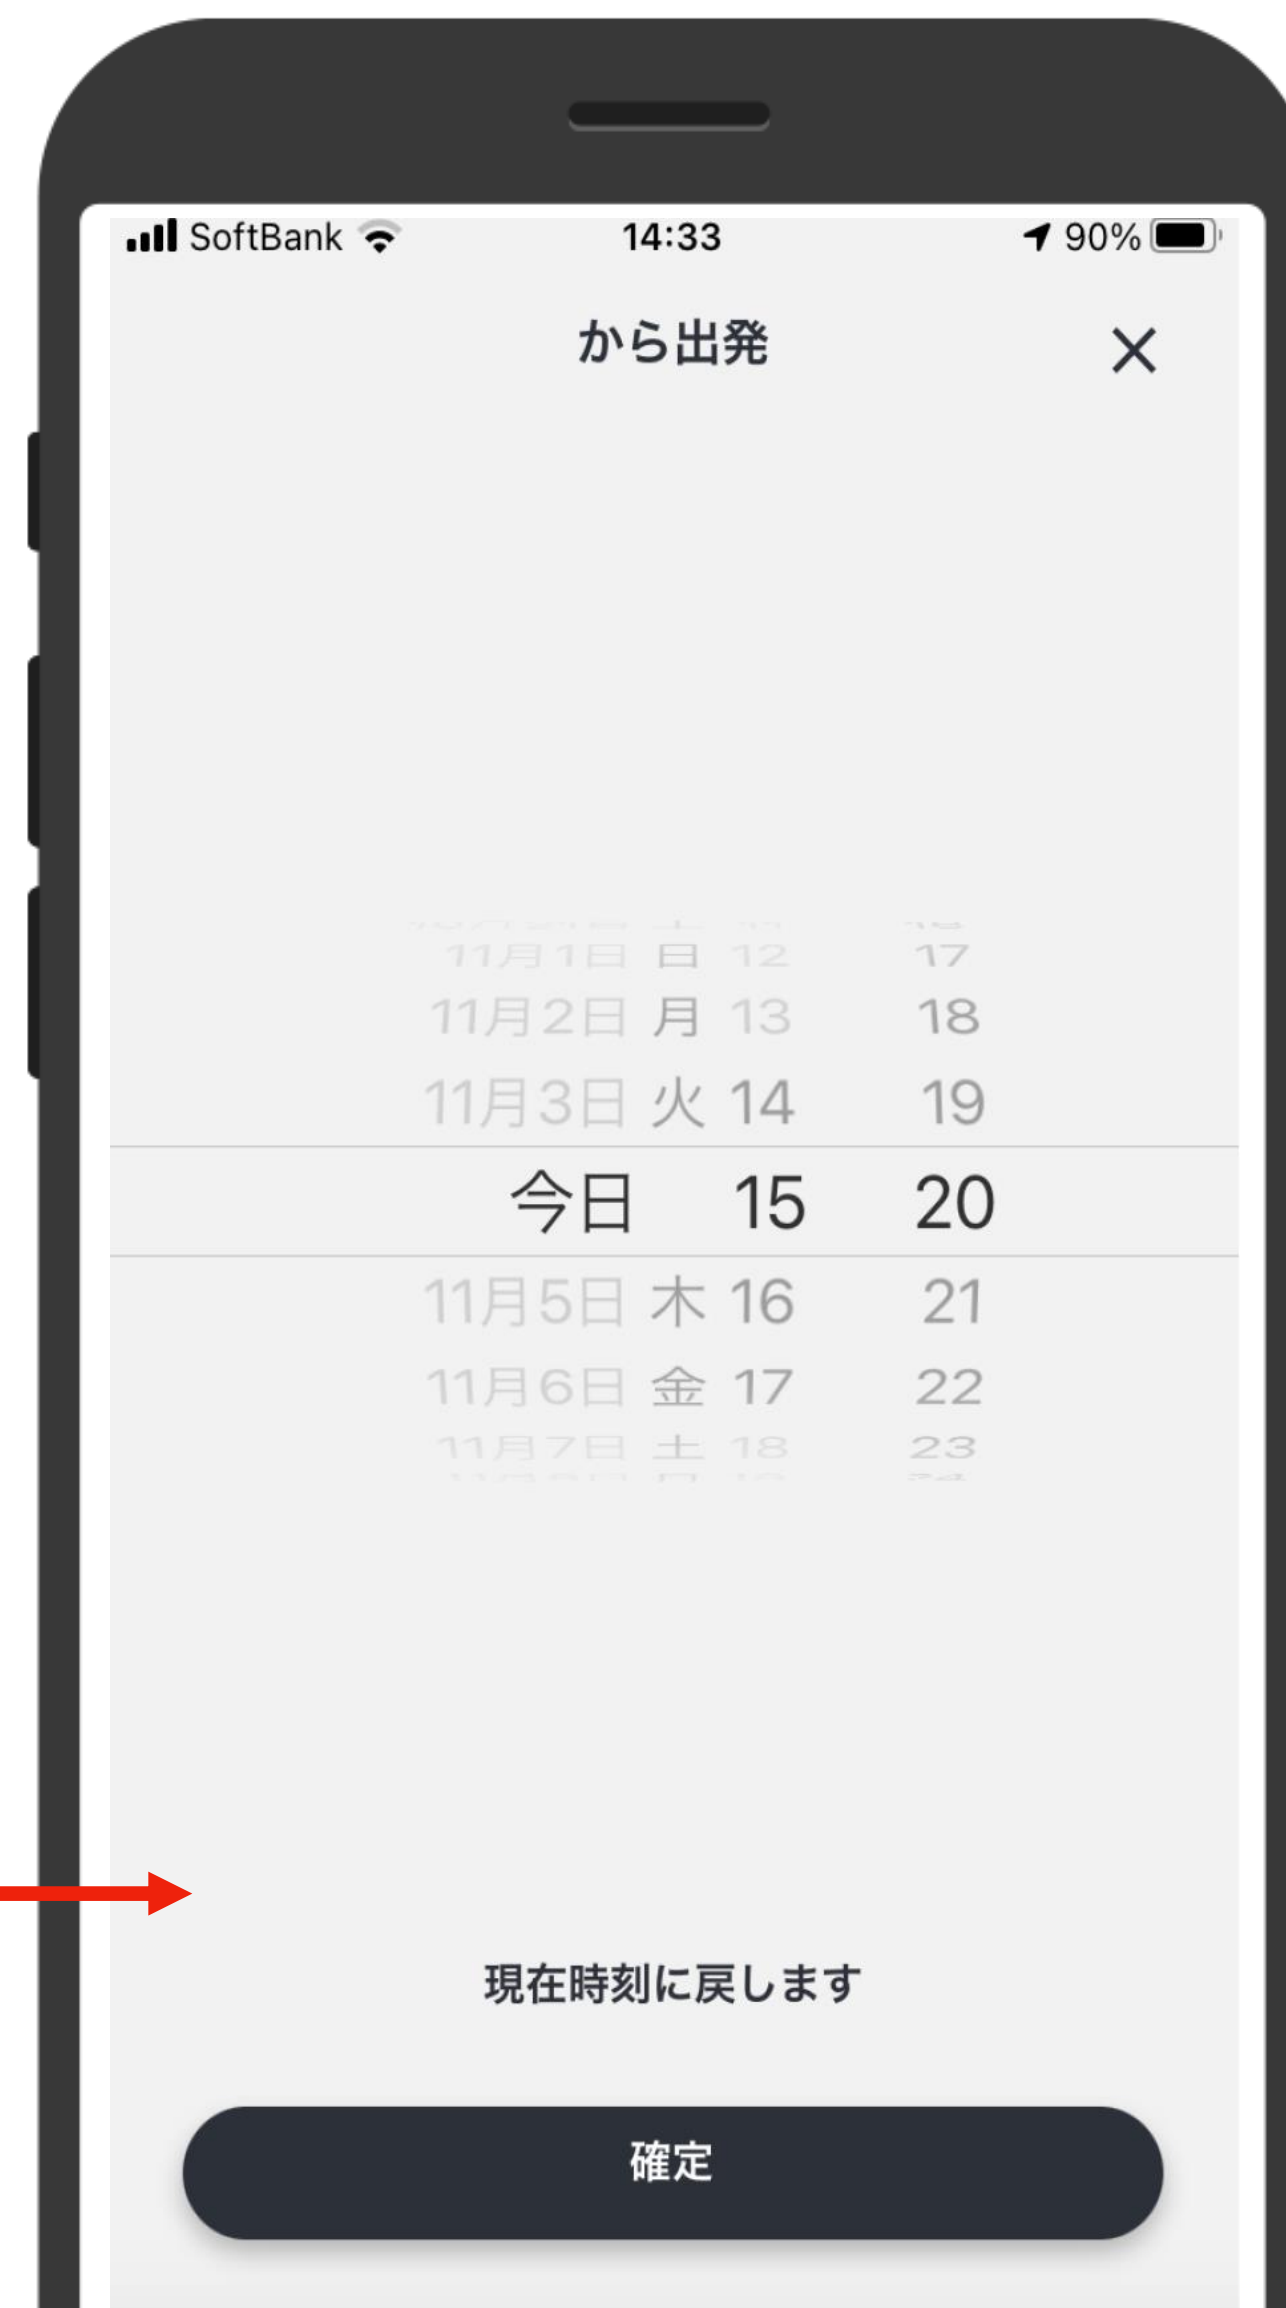 SoftBank 14:33 90%
から出発
11月1日 日 12 17
11月2日 月 13 18
11月3日 火 14 19
今日 15 20
11月5日 木 16 21
11月6日 金 17 22
11月7日 土 18 23
現在時刻に戻します
確定